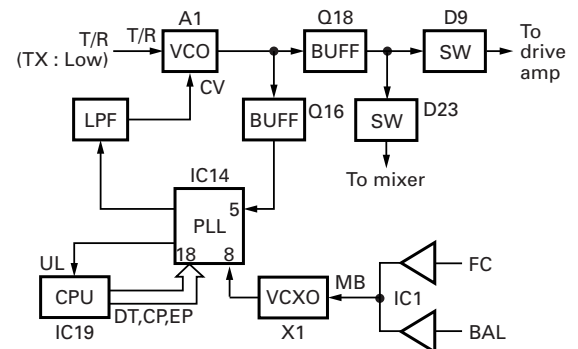 A1
Q18
D9
T/R
(TX : Low)
T/R
VCO
BUFF
SW
To
drive
amp
CV
LPF
BUFF
Q16
SW
D23
To mixer
IC14
PLL
5
18
8
UL
CPU
IC19
DT,CP,EP
VCXO
X1
MB
IC1
FC
BAL